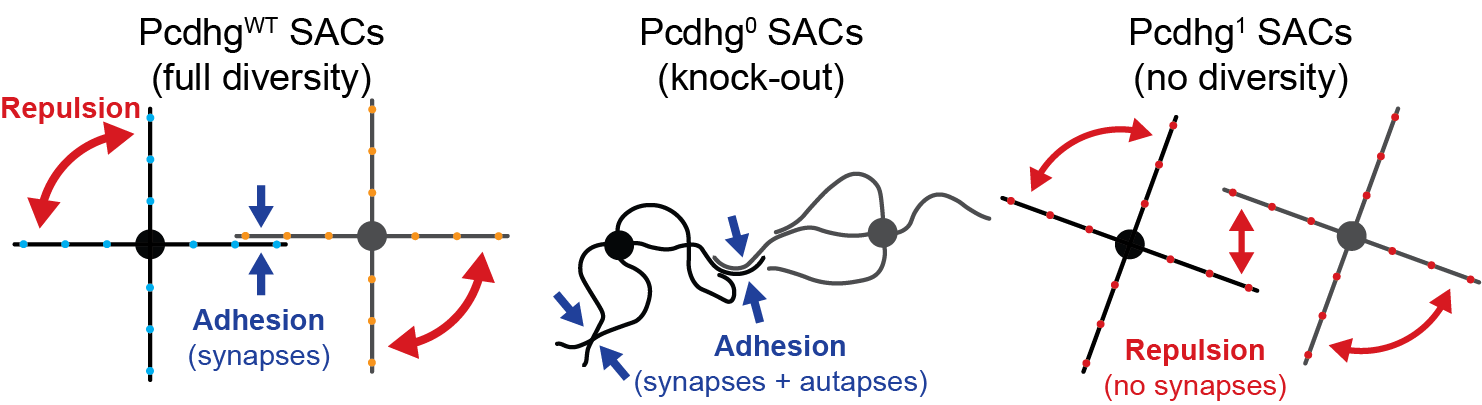 Pcdhg^WT SACs
(full diversity)
Repulsion
Adhesion
(synapses)
Pcdhg^0 SACs
(knock-out)
Adhesion
(synapses + autapses)
Pcdhg^1 SACs
(no diversity)
Repulsion
(no synapses)